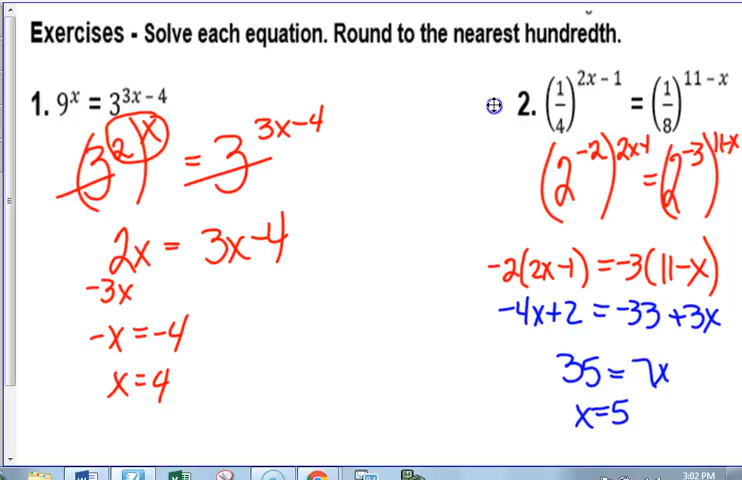 Exercises - Solve each equation. Round to the nearest hundredth.
1. 9^x = 3^(3x – 4)
(3^2)^x = 3^(3x-4)
2x = 3x-4
-3x
-x = -4
x = 4
2. (1/4)^(2x – 1) = (1/8)^(11 – x)
(2^-2)^(2x-1) = (2^-3)^(11-x)
-2(2x-1) = -3(11-x)
-4x+2 = -33 +3x
35 = 7x
x=5
3:02 PM